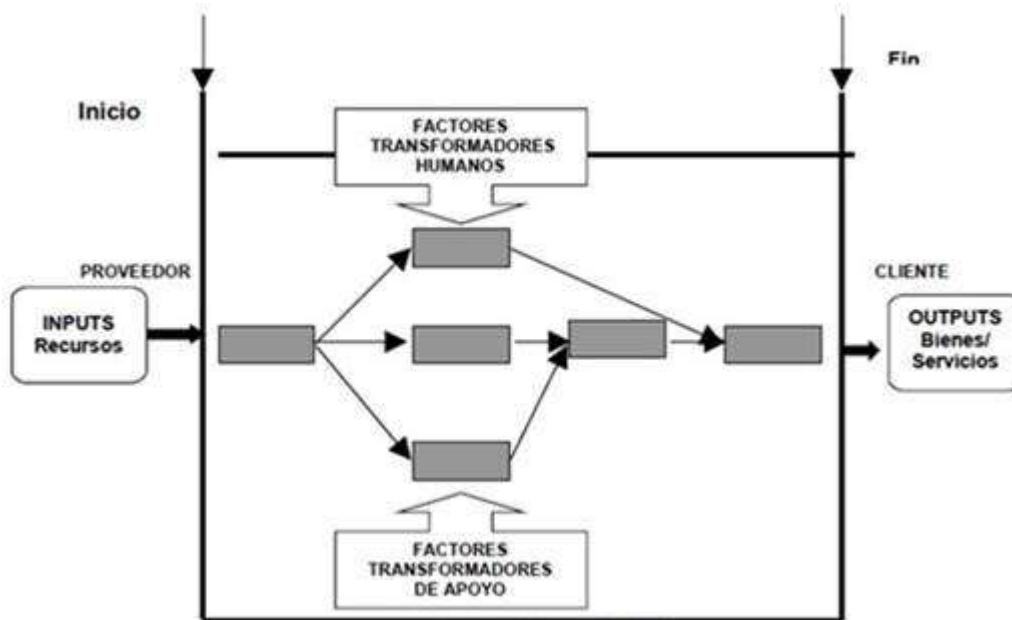 Fin
Inicio
FACTORES
TRANSFORMADORES
HUMANOS
PROVEEDOR
CLIENTE
INPUTS
Recursos
OUTPUTS
Bienes/
Servicios
FACTORES
TRANSFORMADORES
DE APOYO